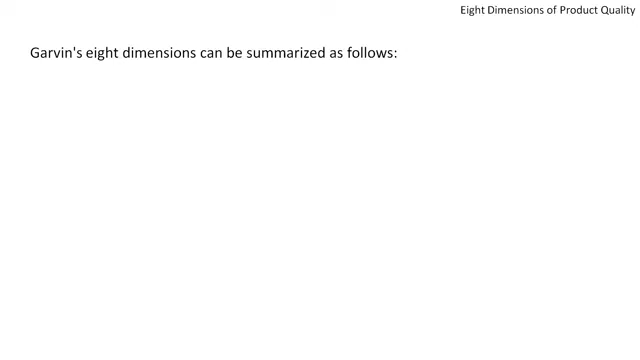 Eight Dimensions of Product Quality
Garvin's eight dimensions can be summarized as follows: